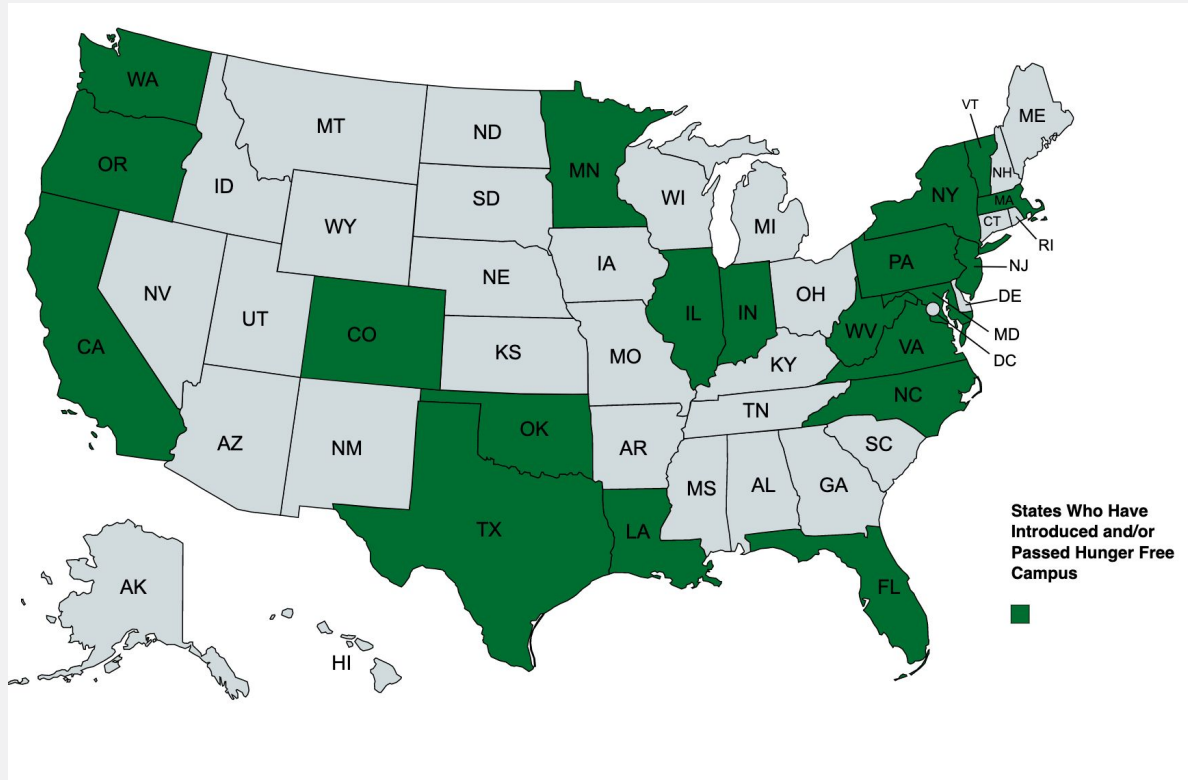 WA
MT
ND
MN
VT
ME
OR
ID
SD
WI
NH
NY
MA
WY
MI
CT
RI
IA
PA
NJ
NE
OH
DE
NV
UT
CO
IL
IN
WV
MD
CA
KS
MO
VA
DC
KY
NC
TN
OK
AZ
NM
AR
SC
MS
AL
GA
TX
LA
States Who Have
Introduced and/or
Passed Hunger Free
Campus
AK
FL
HI